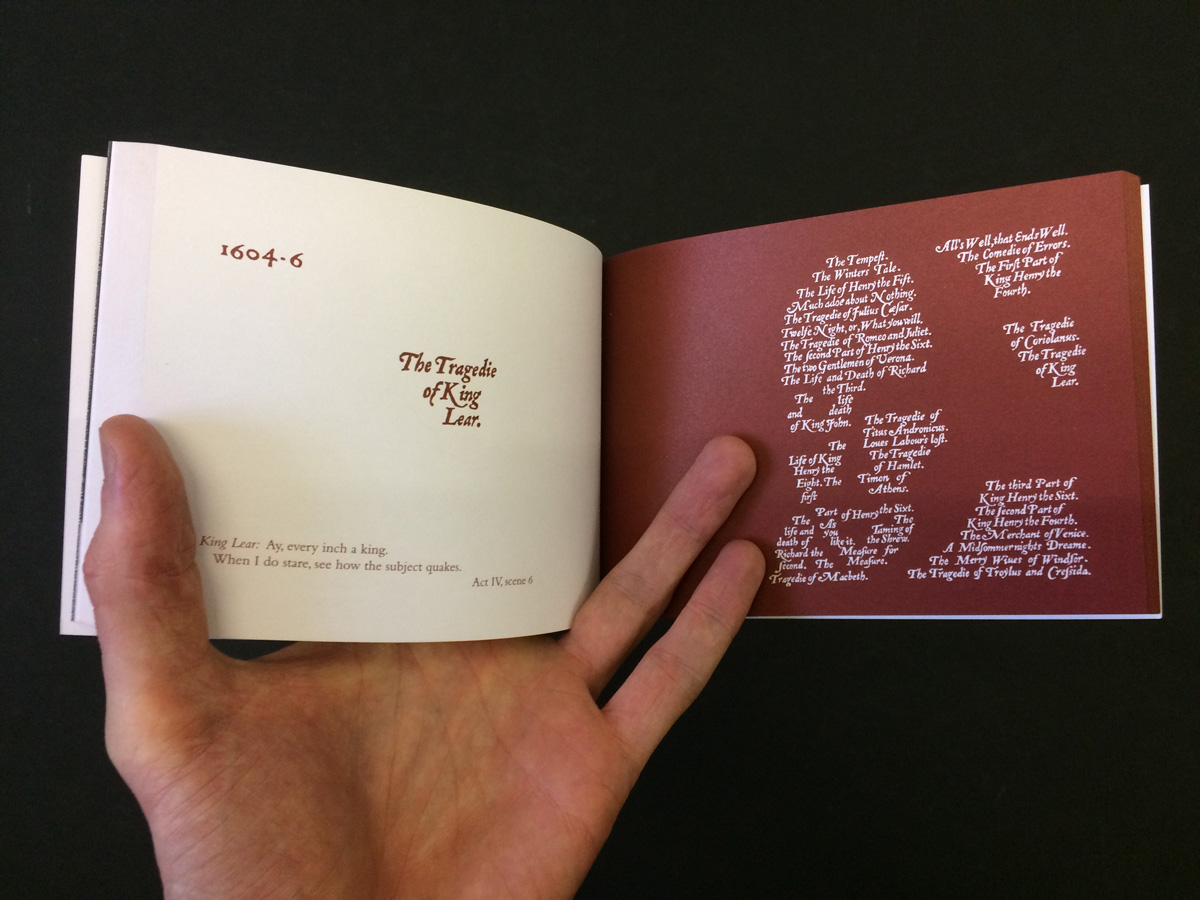 1604-6
The Tragedie
of King
Lear.
King Lear: Ay, every inch a king.
When I do stare, see how the subject quakes.
Act IV, scene 6
The Tempest.
The Winters Tale.
The Life of Henry the Fift.
Much adoe about Nothing.
The Tragedie of Julius Cæsar.
Twelfe Night, or, What you will.
The Tragedie of Romeo and Juliet.
The second Part of Henry the Sixt.
The two Gentlemen of Verona.
The Life and Death of Richard
the Third.
The life
and death
of King John.
The Tragedie of
Titus Andronicus.
Loues Labour's lost.
The Tragedie
of Hamlet.
Timon of
Athens.
The
Life of King
Henry the
Eight. The
first
Part of Henry the Sixt.
The As The
life and you Taming of
death of like it. the Shrew.
Richard the Measure for
second. The Measure.
Tragedie of Macbeth.
All's Well, that Ends Well.
The Comedie of Errors.
The First Part of
King Henry the
Fourth.
The Tragedie
of Coriolanus.
The Tragedie
of King
Lear.
The third Part of
King Henry the Sixt.
The second Part of
King Henry the Fourth.
The Merchant of Venice.
A Midsommer nights Dreame.
The Merry Wiues of Windsor.
The Tragedie of Troylus and Cressida.